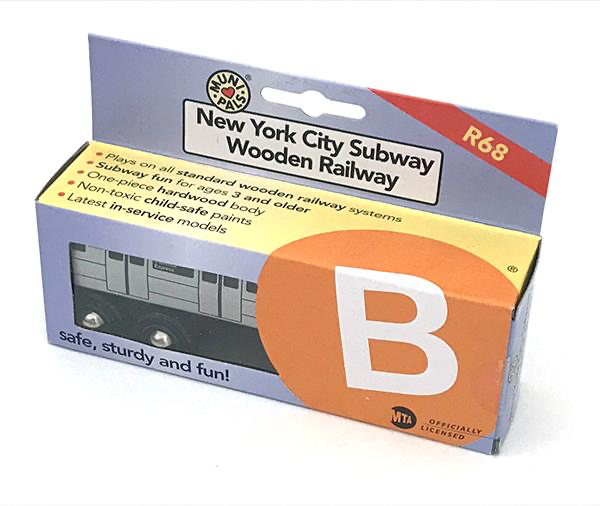 MUNI
PALS
®
New York City Subway
Wooden Railway
R68
• Plays on all standard wooden railway systems
• Subway fun for ages 3 and older
• One-piece hardwood body
• Non-toxic child-safe paints
• Latest in-service models
®
Express
B
safe, sturdy and fun!
MTA
OFFICIALLY
LICENSED